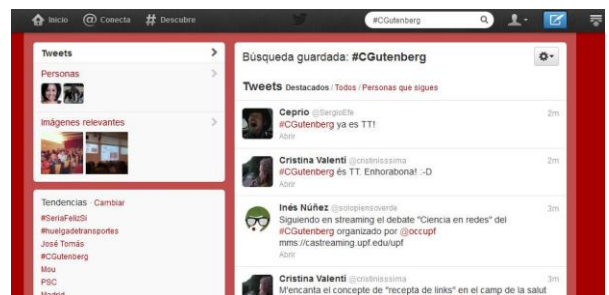 Inicio @ Conecta # Descubre #CGutenberg
Tweets
Personas
Imágenes relevantes
Tendencias · Cambiar
#SeriaFelizSi
#huelgadetransportes
José Tomás
#CGutenberg
Mou
PSC
Madrid
Búsqueda guardada: #CGutenberg
Tweets Destacados / Todos / Personas que sigues
Ceprio @SergioEfe 2m
#CGutenberg ya es TT!
Abrir
Cristina Valentí @cristinisssima 2m
#CGutenberg és TT. Enhorabona! :-D
Abrir
Inés Núñez @solopiensoverde 3m
Siguiendo en streaming el debate "Ciencia en redes" del
#CGutenberg organizado por @occupf
mms://castreaming.upf.edu/upf
Abrir
Cristina Valentí @cristinisssima 3m
M'encanta el concepte de "recepta de links" en el camp de la salut